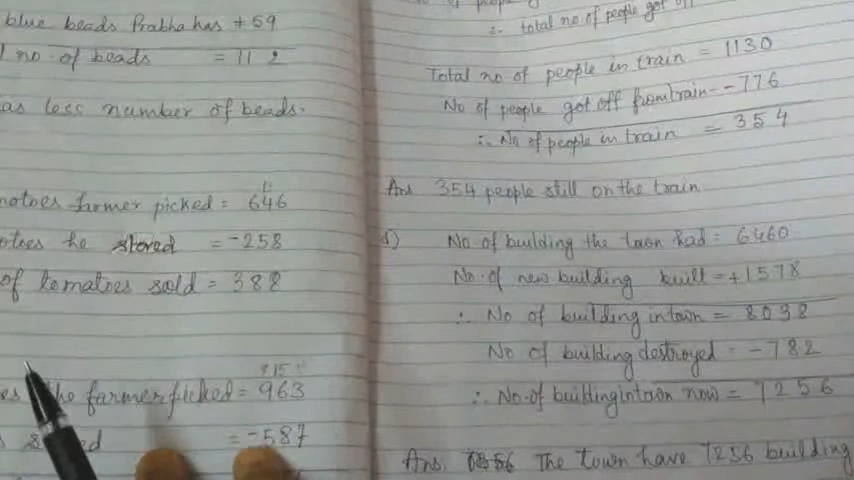 blue beads Prabha has + 59
no. of beads = 112
as less number of beads.
matoes farmer picked = 646
he stored = - 258
of tomatoes sold = 388
the farmer picked = 963
= - 587
of people
∴ total no of people got off
Total no of people in train = 1130
No of people got off from train - - 776
∴ No of people in train = 354
Ans 354 people still on the train
No. of building the town had = 6460
No. of new building built = + 1578
∴ No of building in town = 8038
No of building destroyed = - 782
∴ No. of building in town now = 7256
Ans. The town have 7256 building